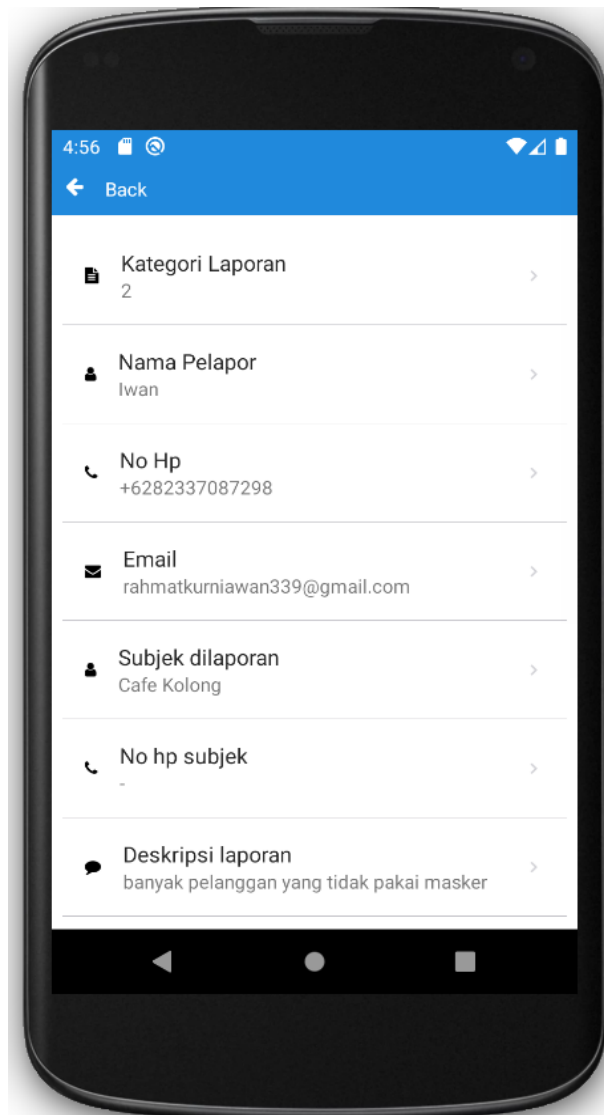 4:56
Back
Kategori Laporan
2
Nama Pelapor
Iwan
No Hp
+6282337087298
Email
rahmatkurniawan339@gmail.com
Subjek dilaporan
Cafe Kolong
No hp subjek
-
Deskripsi laporan
banyak pelanggan yang tidak pakai masker